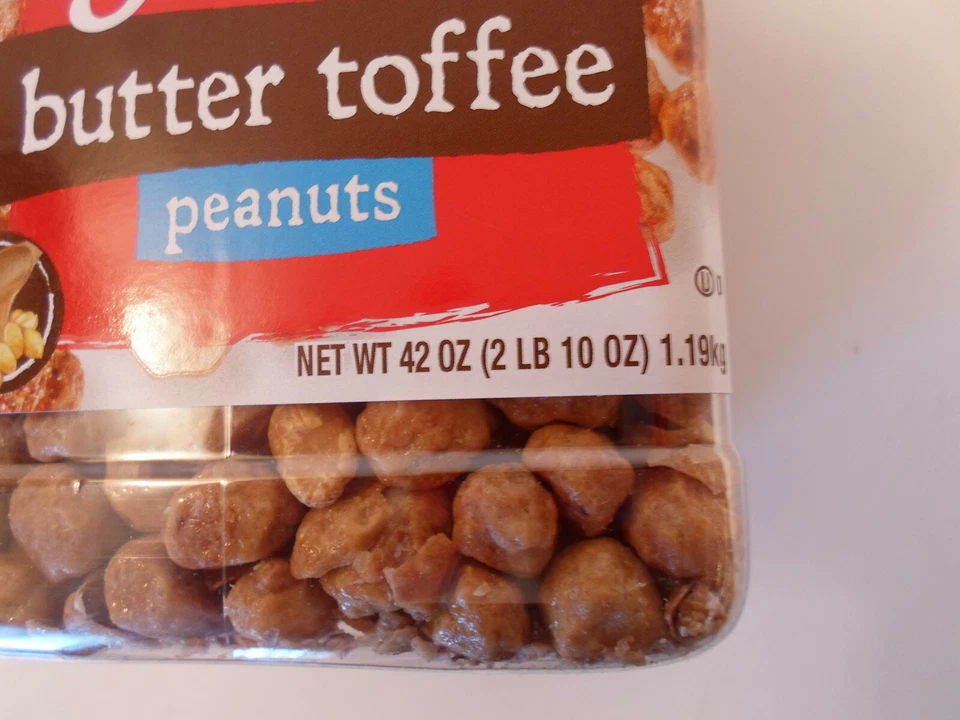 butter toffee
peanuts
Ⓤ D
NET WT 42 OZ (2 LB 10 OZ) 1.19kg